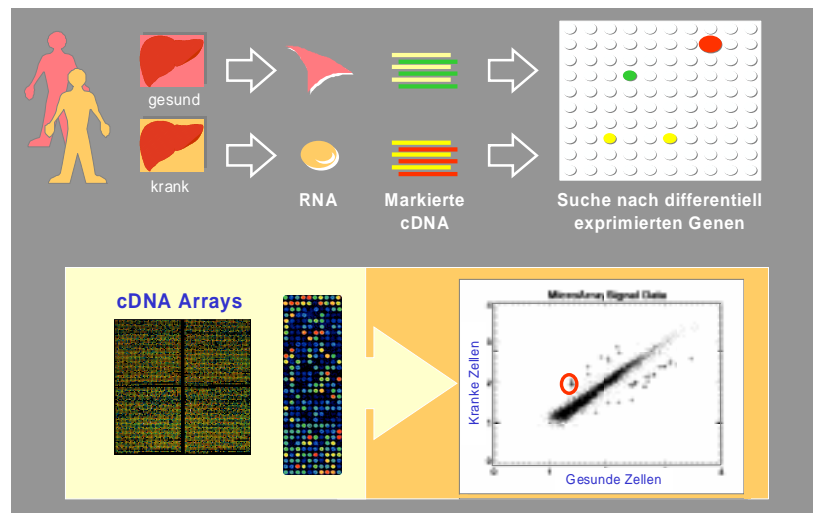 gesund
krank
RNA
Markierte
cDNA
Suche nach differentiell
exprimierten Genen
cDNA Arrays
MicroArray Signal Data
Kranke Zellen
1
Gesunde Zellen